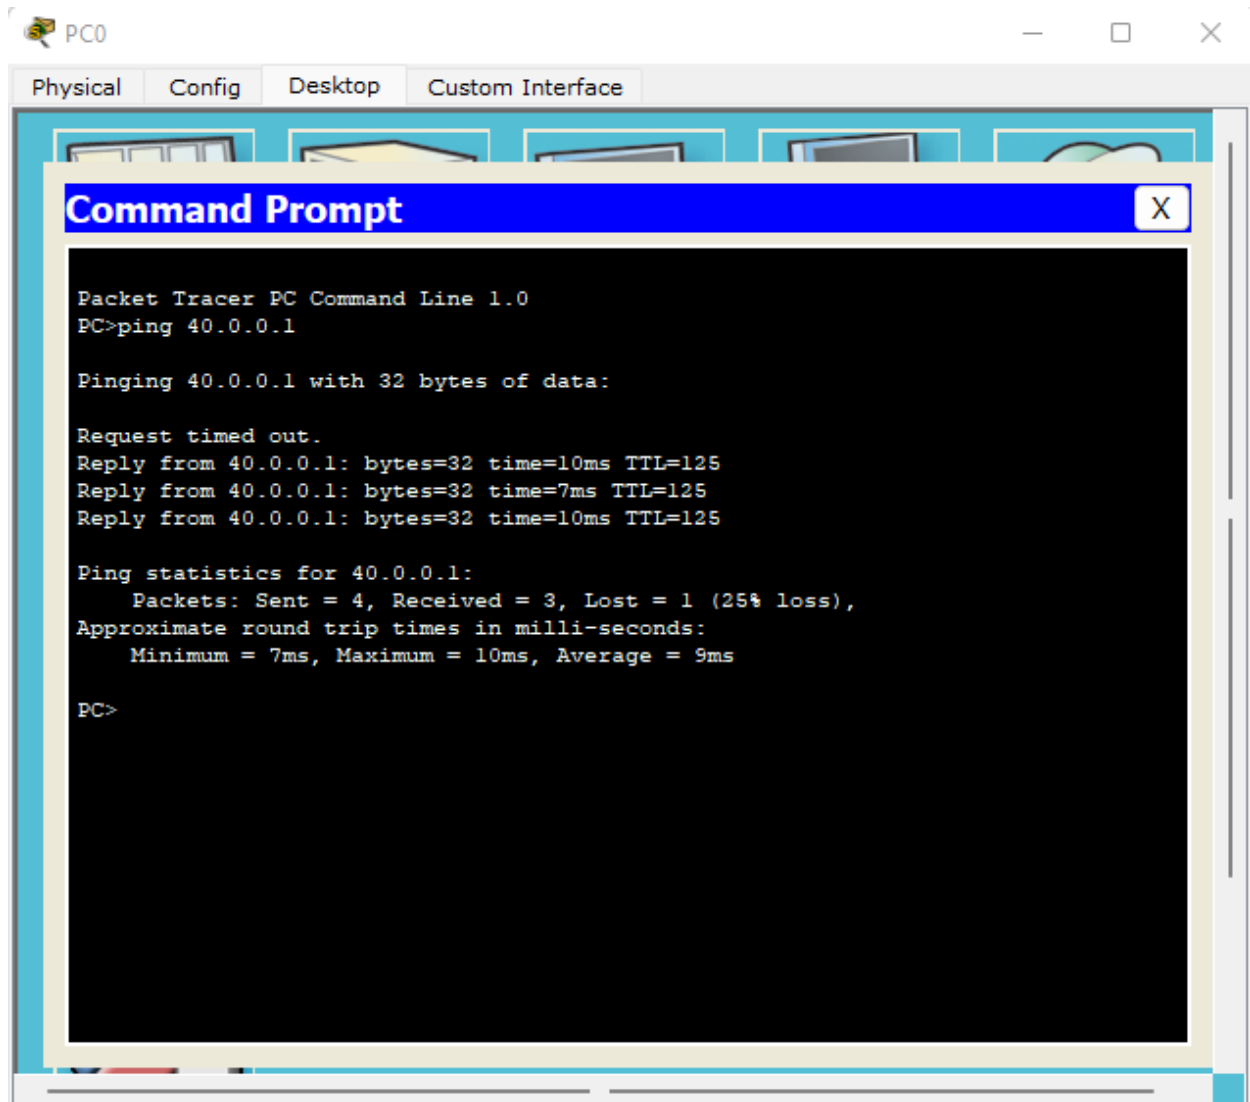 PC0
Physical Config Desktop Custom Interface
Command Prompt X
Packet Tracer PC Command Line 1.0
PC>ping 40.0.0.1
Pinging 40.0.0.1 with 32 bytes of data:
Request timed out.
Reply from 40.0.0.1: bytes=32 time=10ms TTL=125
Reply from 40.0.0.1: bytes=32 time=7ms TTL=125
Reply from 40.0.0.1: bytes=32 time=10ms TTL=125
Ping statistics for 40.0.0.1:
Packets: Sent = 4, Received = 3, Lost = 1 (25% loss),
Approximate round trip times in milli-seconds:
Minimum = 7ms, Maximum = 10ms, Average = 9ms
PC>